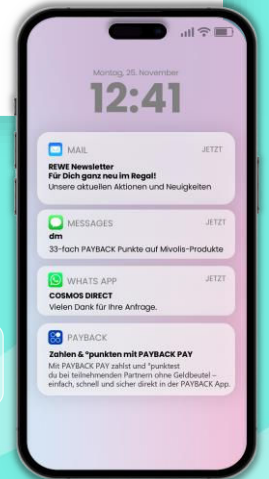 Montag, 25. November
12:41
MAIL JETZT
REWE Newsletter
Für Dich ganz neu im Regal!
Unsere aktuellen Aktionen und Neuigkeiten
MESSAGES JETZT
dm
33-fach PAYBACK Punkte auf Mivolis-Produkte
WHATS APP JETZT
COSMOS DIRECT
Vielen Dank für Ihre Anfrage.
PAYBACK
Zahlen & °punkten mit PAYBACK PAY
Mit PAYBACK PAY zahlst und °punktest
du bei teilnehmenden Partnern ohne Geldbeutel –
einfach, schnell und sicher direkt in der PAYBACK App.